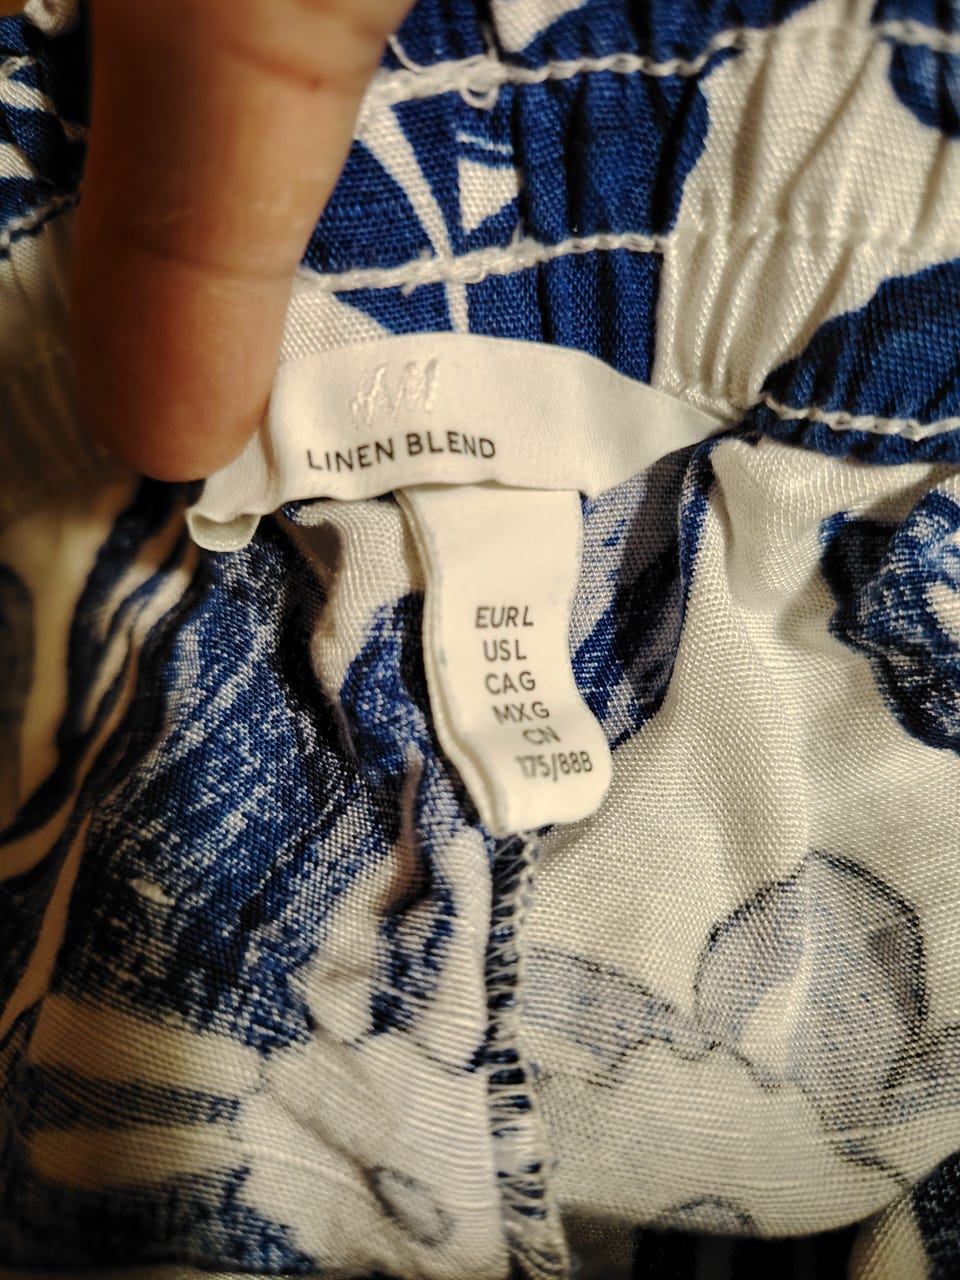 H&M
LINEN BLEND
EUR L
US L
CA G
MX G
CN
175/88B